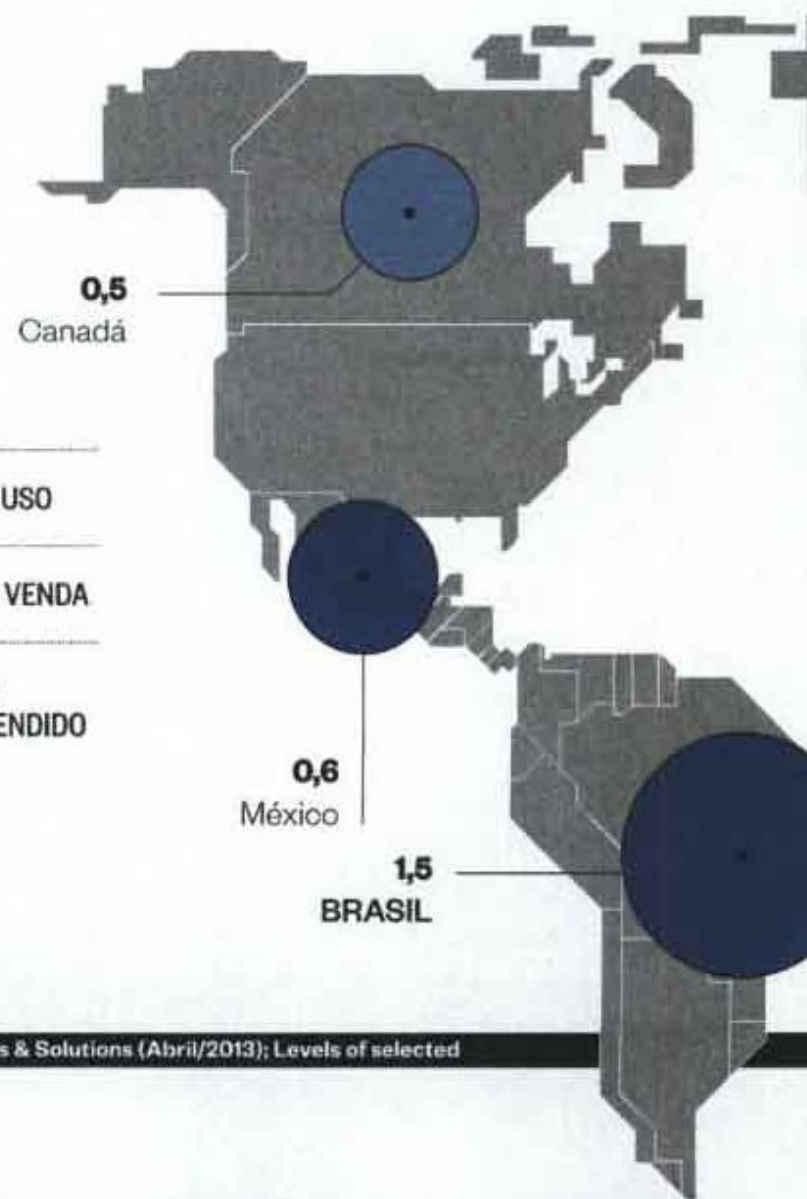 0,5
Canadá
USO
VENDA
ENDIDO
0,6
México
1,5
BRASIL
s & Solutions (Abril/2013); Levels of selected